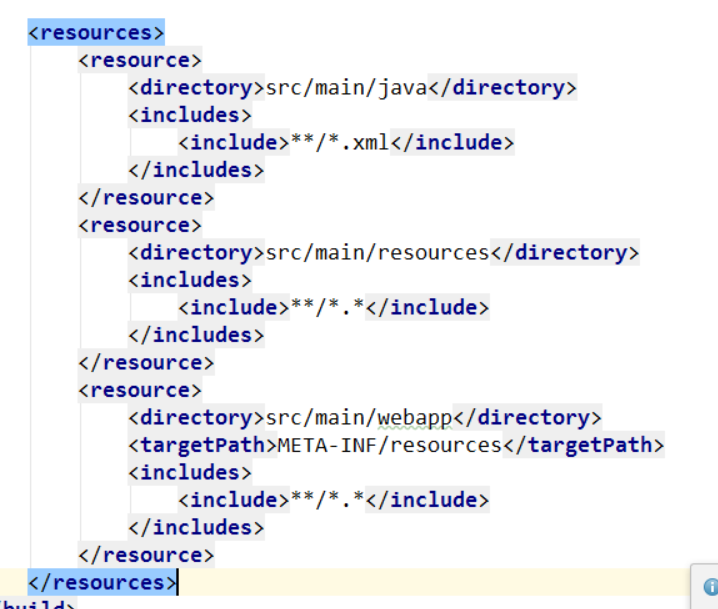 <resources>
<resource>
<directory>src/main/java</directory>
<includes>
<include>**/*.xml</include>
</includes>
</resource>
<resource>
<directory>src/main/resources</directory>
<includes>
<include>**/*.*</include>
</includes>
</resource>
<resource>
<directory>src/main/webapp</directory>
<targetPath>META-INF/resources</targetPath>
<includes>
<include>**/*.*</include>
</includes>
</resource>
</resources>
/build>